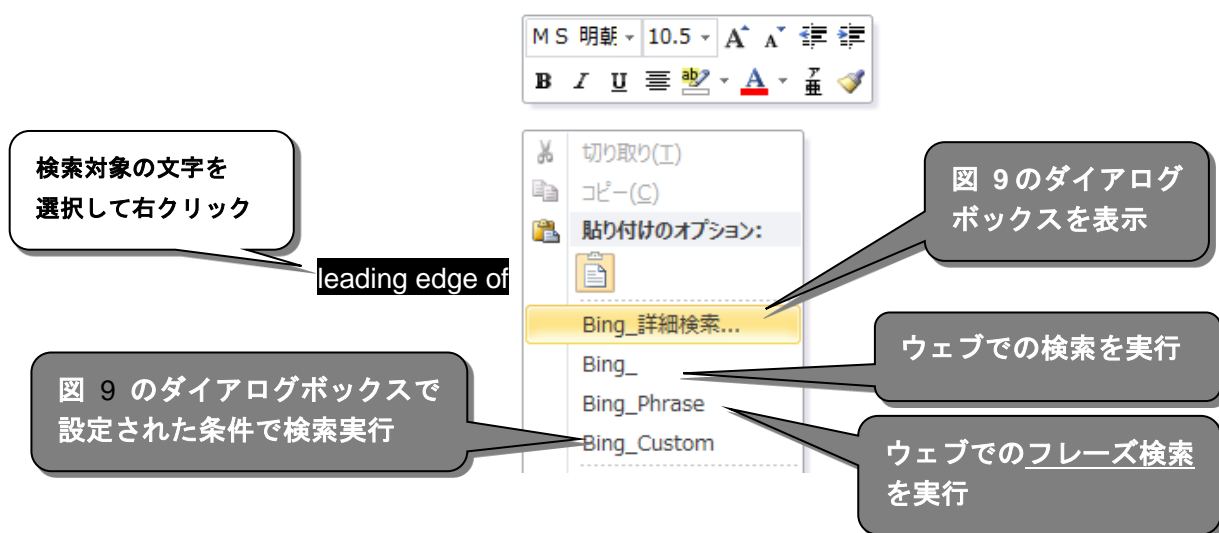 ＭＳ 明朝 10.5 A A
B I U ab A ア亜
検索対象の文字を
選択して右クリック
切り取り(T)
コピー(C)
貼り付けのオプション:
図 9のダイアログ
ボックスを表示
leading edge of
Bing_詳細検索...
ウェブでの検索を実行
Bing_
図 9 のダイアログボックスで
設定された条件で検索実行
Bing_Phrase
Bing_Custom
ウェブでのフレーズ検索
を実行